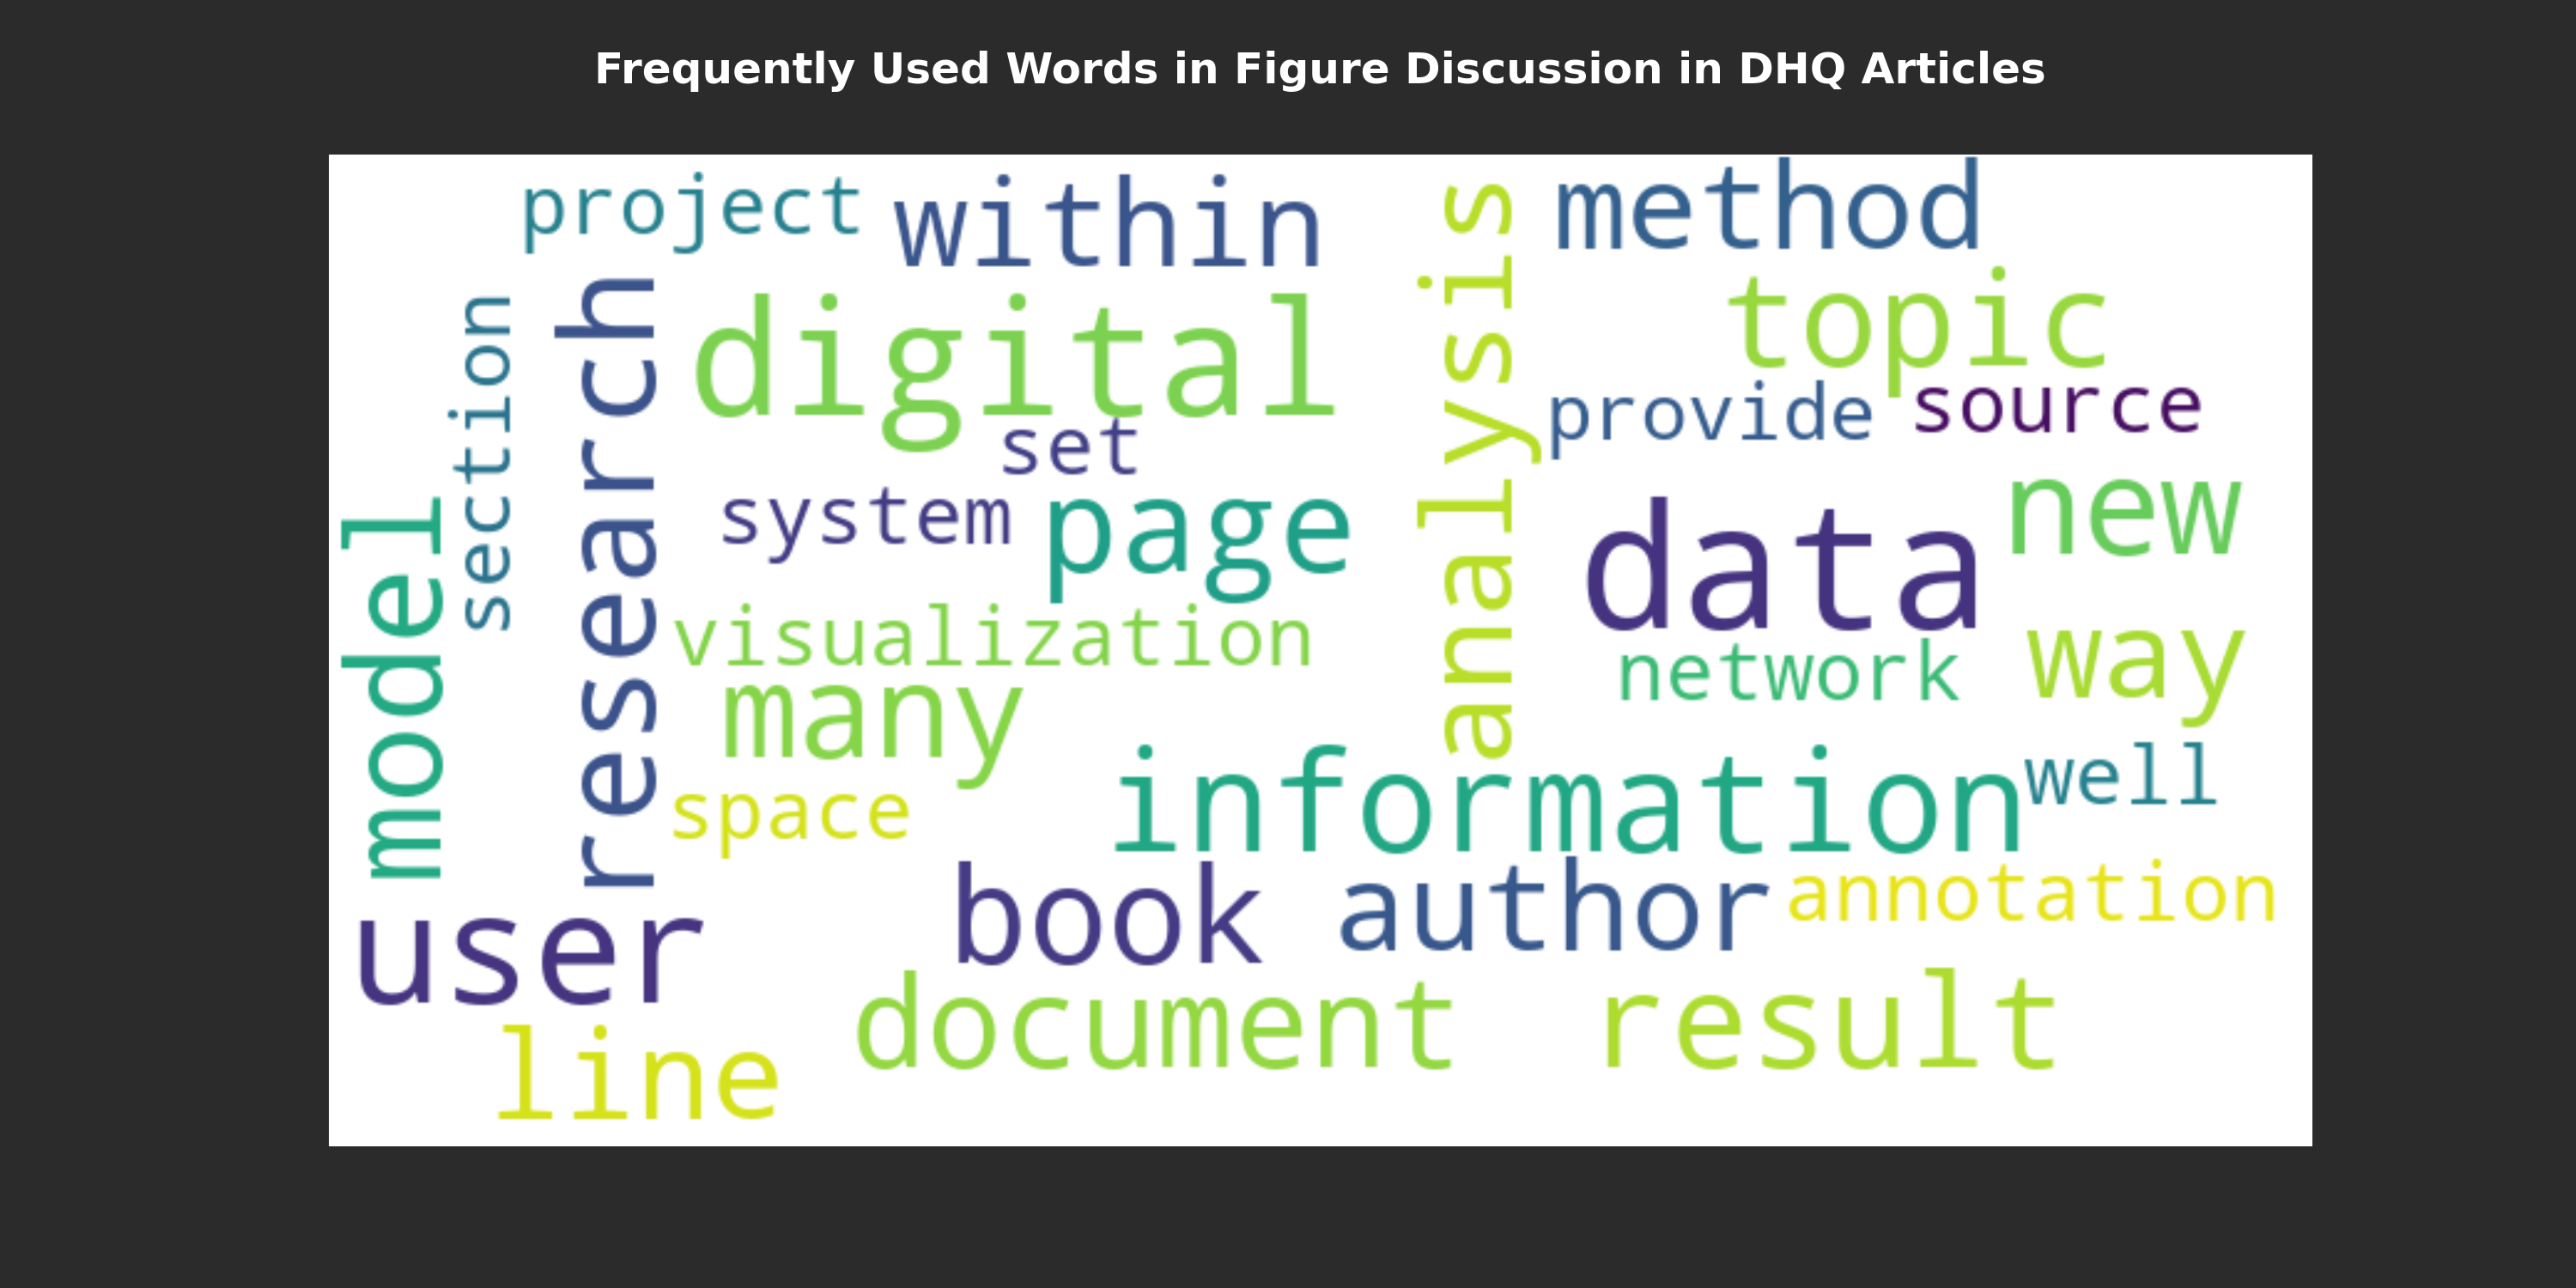 Frequently Used Words in Figure Discussion in DHQ Articles
project
within
analysis
method
section
research
digital
topic
set
provide
source
model
system
page
data
new
visualization
network
way
many
space
information
well
user
book
author
annotation
line
document
result